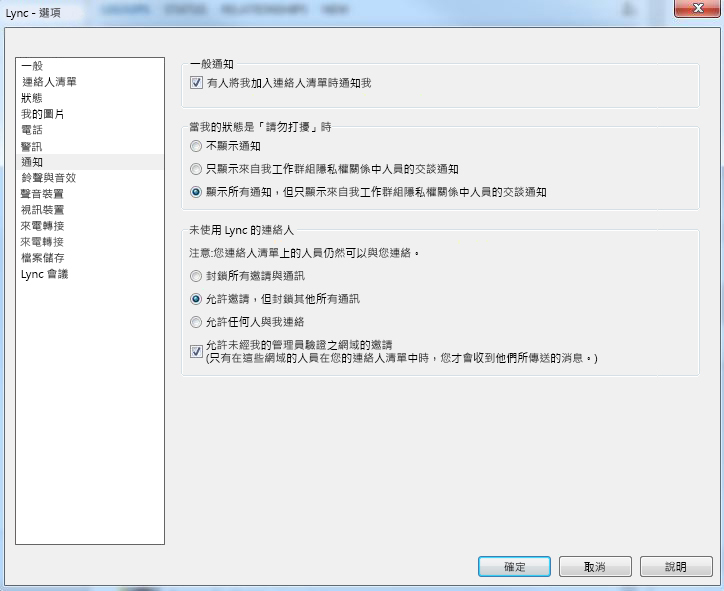 Lync - 選項
GROUPS STATUS RELATIONSHIPS NEW
一般
連絡人清單
狀態
我的圖片
電話
警訊
通知
鈴聲與音效
聲音裝置
視訊裝置
來電轉接
來電轉接
檔案儲存
Lync 會議
一般通知
有人將我加入連絡人清單時通知我
當我的狀態是「請勿打擾」時
不顯示通知
只顯示來自我工作群組隱私權關係中人員的交談通知
顯示所有通知，但只顯示來自我工作群組隱私權關係中人員的交談通知
未使用 Lync 的連絡人
注意:您連絡人清單上的人員仍然可以與您連絡。
封鎖所有邀請與通訊
允許邀請，但封鎖其他所有通訊
允許任何人與我連絡
允許未經我的管理員驗證之網域的邀請
(只有在這些網域的人員在您的連絡人清單中時，您才會收到他們所傳送的消息。)
確定
取消
說明